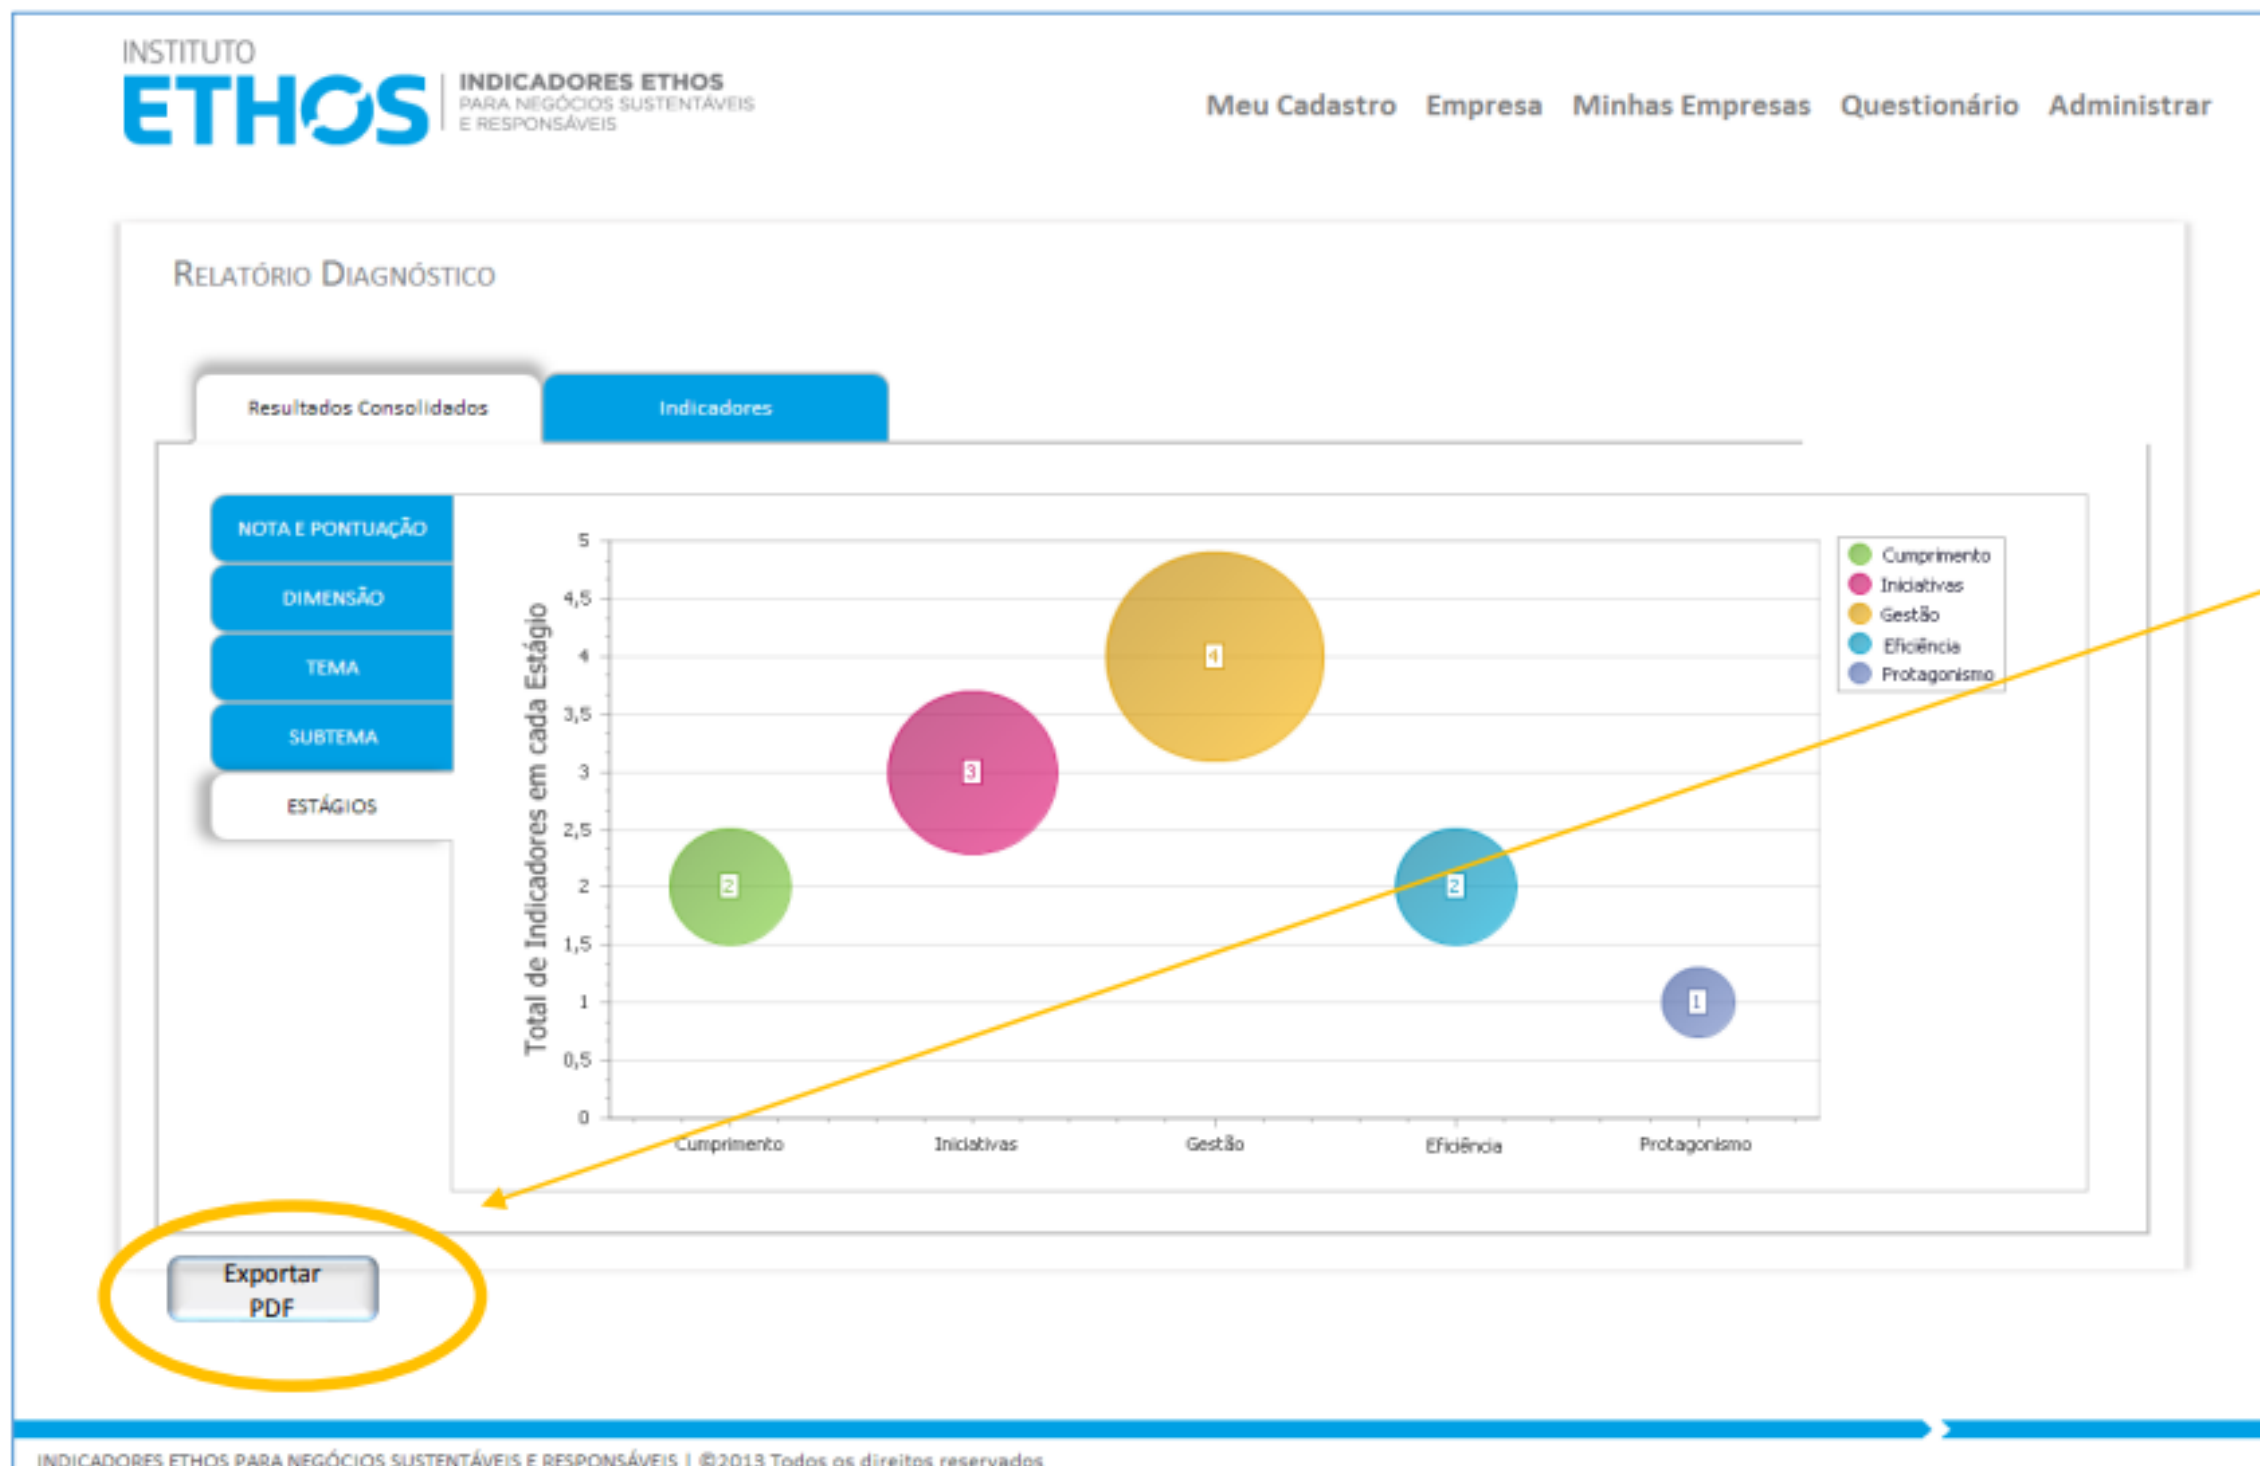 INSTITUTO
ETHOS
INDICADORES ETHOS
PARA NEGÓCIOS SUSTENTÁVEIS
E RESPONSÁVEIS
Meu Cadastro Empresa Minhas Empresas Questionário Administrar
RELATÓRIO DIAGNÓSTICO
Resultados Consolidados Indicadores
NOTA E PONTUAÇÃO
DIMENSÃO
TEMA
SUBTEMA
ESTÁGIOS
Total de Indicadores em cada Estágio
5
4,5
4
3,5
3
2,5
2
1,5
1
0,5
0
2
3
4
2
1
Cumprimento Iniciativas Gestão Eficiência Protagonismo
Cumprimento
Iniciativas
Gestão
Eficiência
Protagonismo
Exportar
PDF
INDICADORES ETHOS PARA NEGÓCIOS SUSTENTÁVEIS E RESPONSÁVEIS | ©2013 Todos os direitos reservados